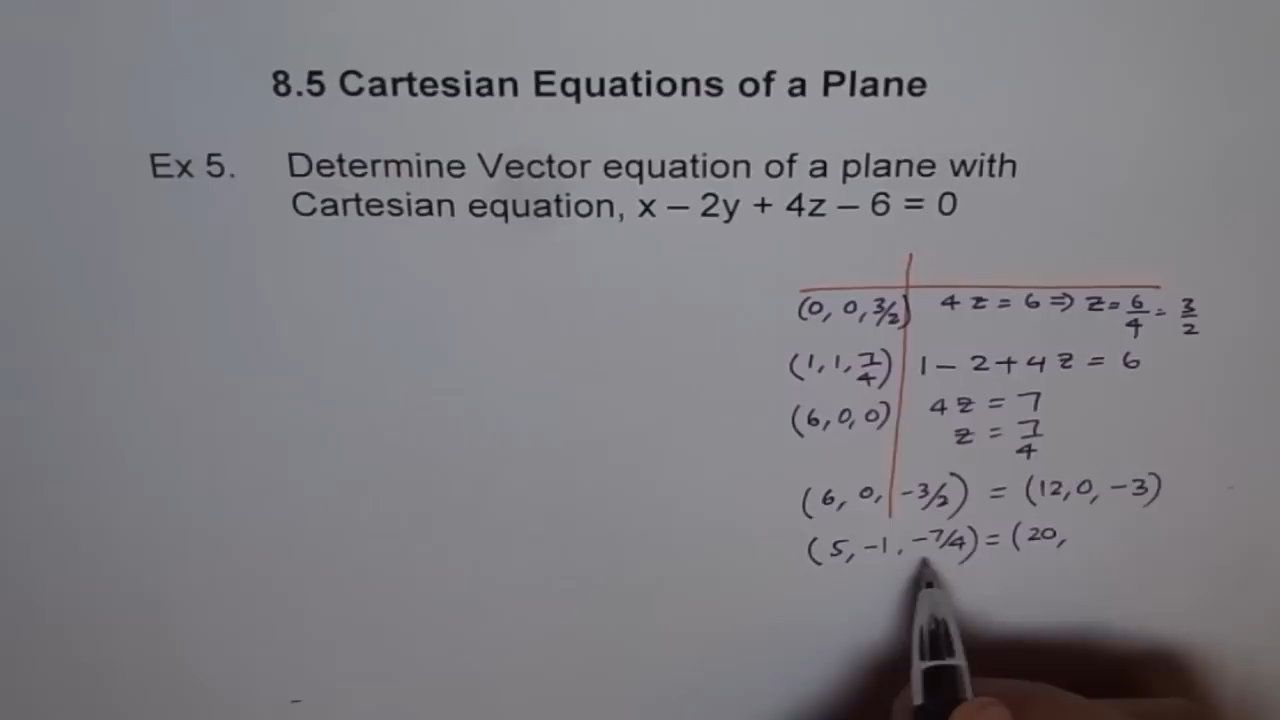 8.5 Cartesian Equations of a Plane
Ex 5. Determine Vector equation of a plane with
Cartesian equation, x – 2y + 4z – 6 = 0
(0, 0, 3/2) 4z = 6 ⇒ z = 6/4 = 3/2
(1, 1, 7/4) 1 - 2 + 4z = 6
(6, 0, 0) 4z = 7
z = 7/4
(6, 0, -3/2) = (12, 0, -3)
(5, -1, -7/4) = (20,